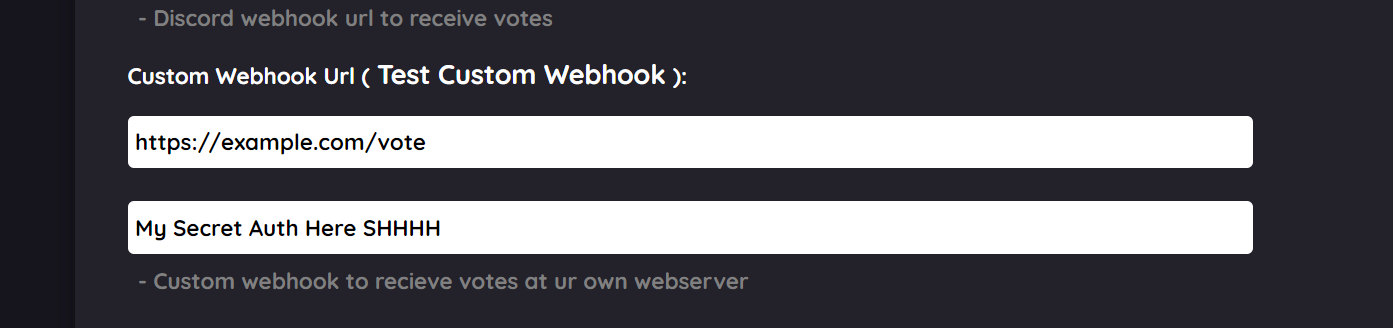 - Discord webhook url to receive votes
Custom Webhook Url ( Test Custom Webhook ):
https://example.com/vote
My Secret Auth Here SHHHH
- Custom webhook to recieve votes at ur own webserver